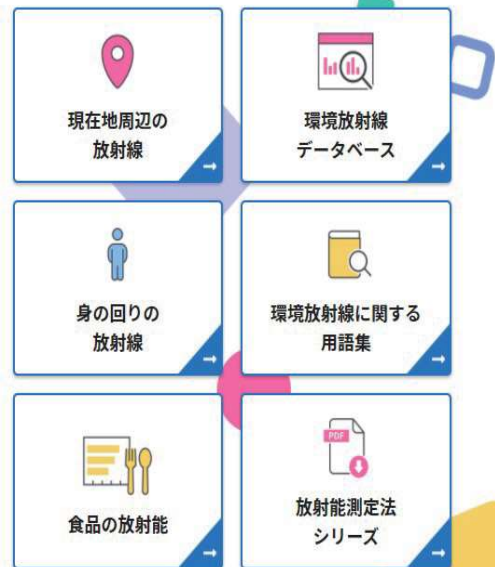 現在地周辺の
放射線
環境放射線
データベース
身の回りの
放射線
環境放射線に関する
用語集
食品の放射能
PDF
放射能測定法
シリーズ